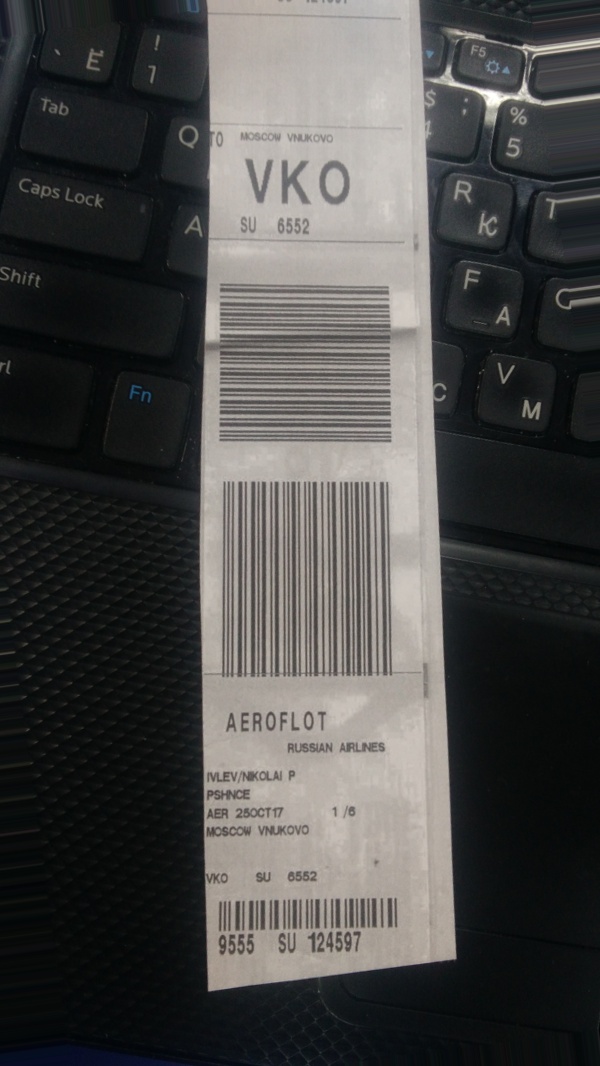 TO MOSCOW VNUKOVO
VKO
SU 6552
AEROFLOT
RUSSIAN AIRLINES
IVLEV/NIKOLAI P
PSHNCE
AER 25OCT17 1 /6
MOSCOW VNUKOVO
VKO SU 6552
9555 SU 124597
` Ё
! 1
Tab
Q
Caps Lock
A
Shift
rl
Fn
F5
$ ; 4
% 5
R К
T
F А
G
C
V М